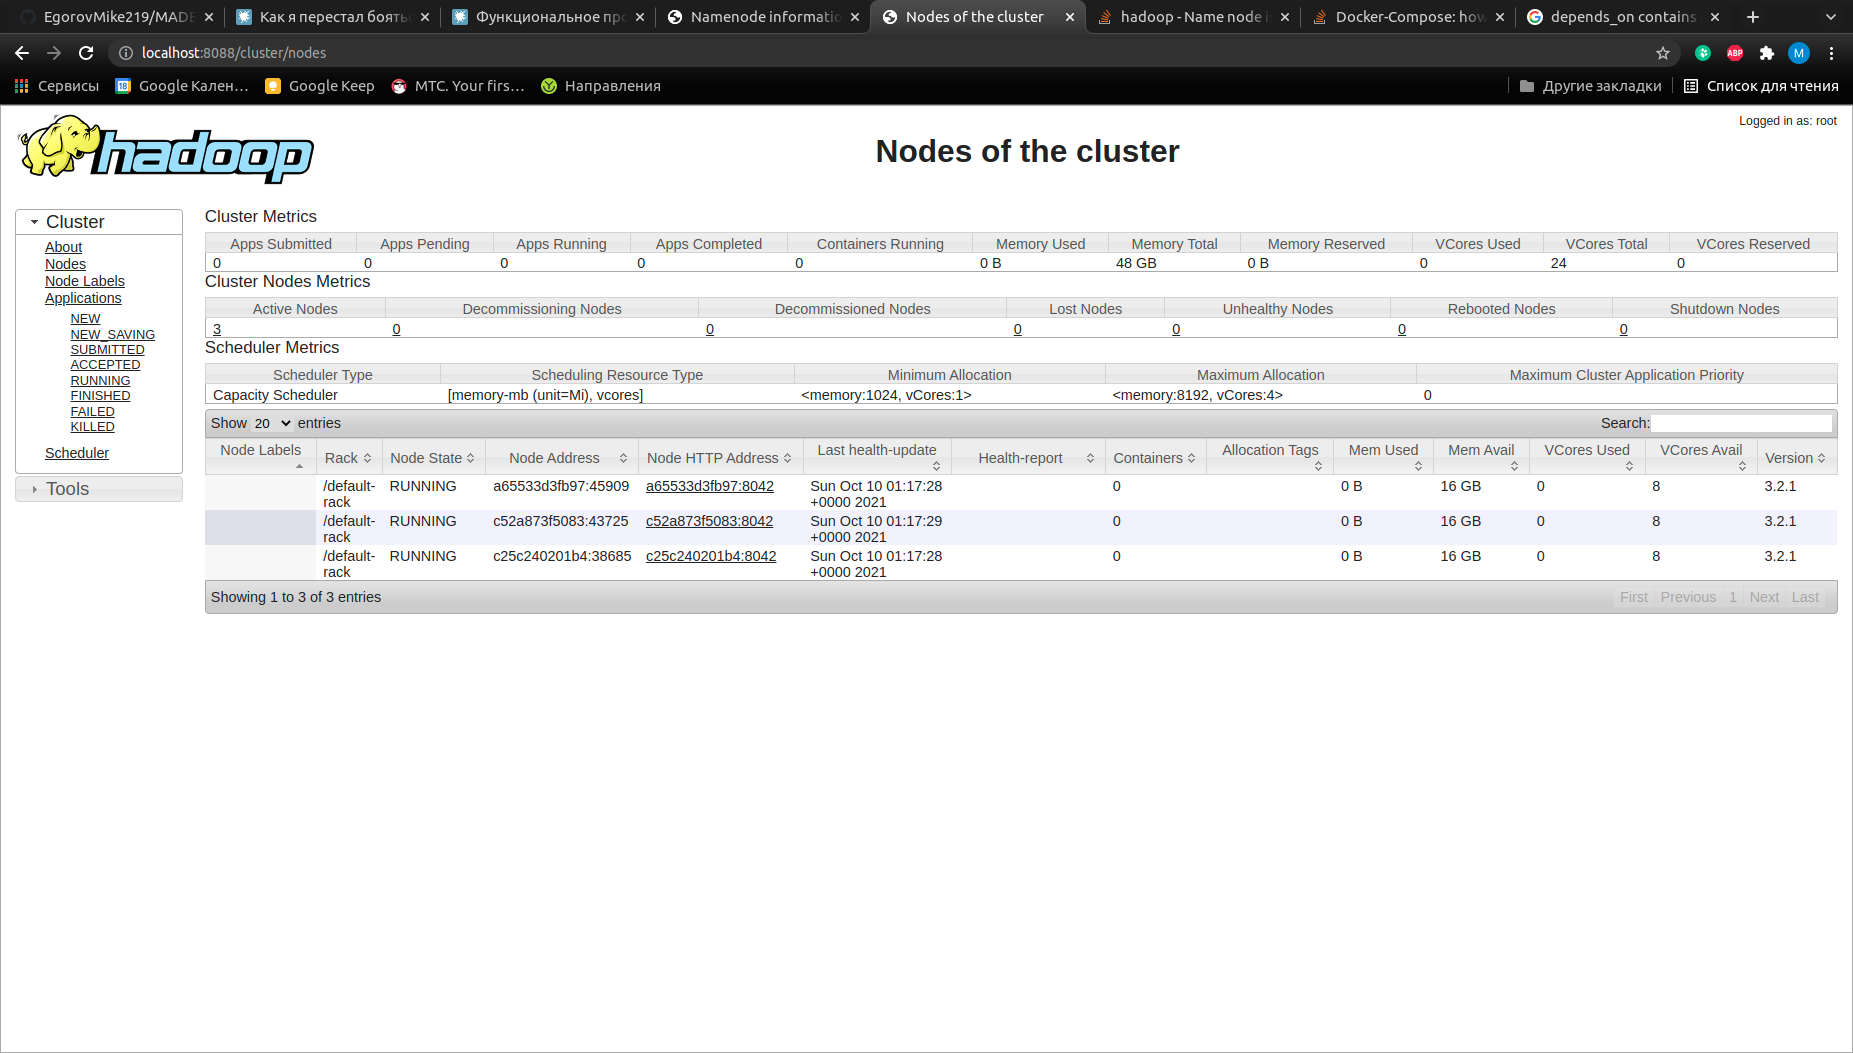 EgorovMike219/MADE
Как я перестал боять
Функциональное про
Namenode informatio
Nodes of the cluster
hadoop - Name node i
Docker-Compose: how
depends_on contains
localhost:8088/cluster/nodes
ABP
M
Сервисы
18
Google Кален…
Google Keep
МТС. Your firs…
Направления
Другие закладки
Список для чтения
hadoop
Nodes of the cluster
Logged in as: root
Cluster
About
Nodes
Node Labels
Applications
NEW
NEW_SAVING
SUBMITTED
ACCEPTED
RUNNING
FINISHED
FAILED
KILLED
Scheduler
Tools
Cluster Metrics
Apps Submitted Apps Pending Apps Running Apps Completed Containers Running Memory Used Memory Total Memory Reserved VCores Used VCores Total VCores Reserved
0 0 0 0 0 0 B 48 GB 0 B 0 24 0
Cluster Nodes Metrics
Active Nodes Decommissioning Nodes Decommissioned Nodes Lost Nodes Unhealthy Nodes Rebooted Nodes Shutdown Nodes
3 0 0 0 0 0 0
Scheduler Metrics
Scheduler Type Scheduling Resource Type Minimum Allocation Maximum Allocation Maximum Cluster Application Priority
Capacity Scheduler [memory-mb (unit=Mi), vcores] <memory:1024, vCores:1> <memory:8192, vCores:4> 0
Show 20 entries
Search:
Node Labels Rack Node State Node Address Node HTTP Address Last health-update Health-report Containers Allocation Tags Mem Used Mem Avail VCores Used VCores Avail Version
/default-rack RUNNING a65533d3fb97:45909 a65533d3fb97:8042 Sun Oct 10 01:17:28 +0000 2021 0 0 B 16 GB 0 8 3.2.1
/default-rack RUNNING c52a873f5083:43725 c52a873f5083:8042 Sun Oct 10 01:17:29 +0000 2021 0 0 B 16 GB 0 8 3.2.1
/default-rack RUNNING c25c240201b4:38685 c25c240201b4:8042 Sun Oct 10 01:17:28 +0000 2021 0 0 B 16 GB 0 8 3.2.1
Showing 1 to 3 of 3 entries
First Previous 1 Next Last